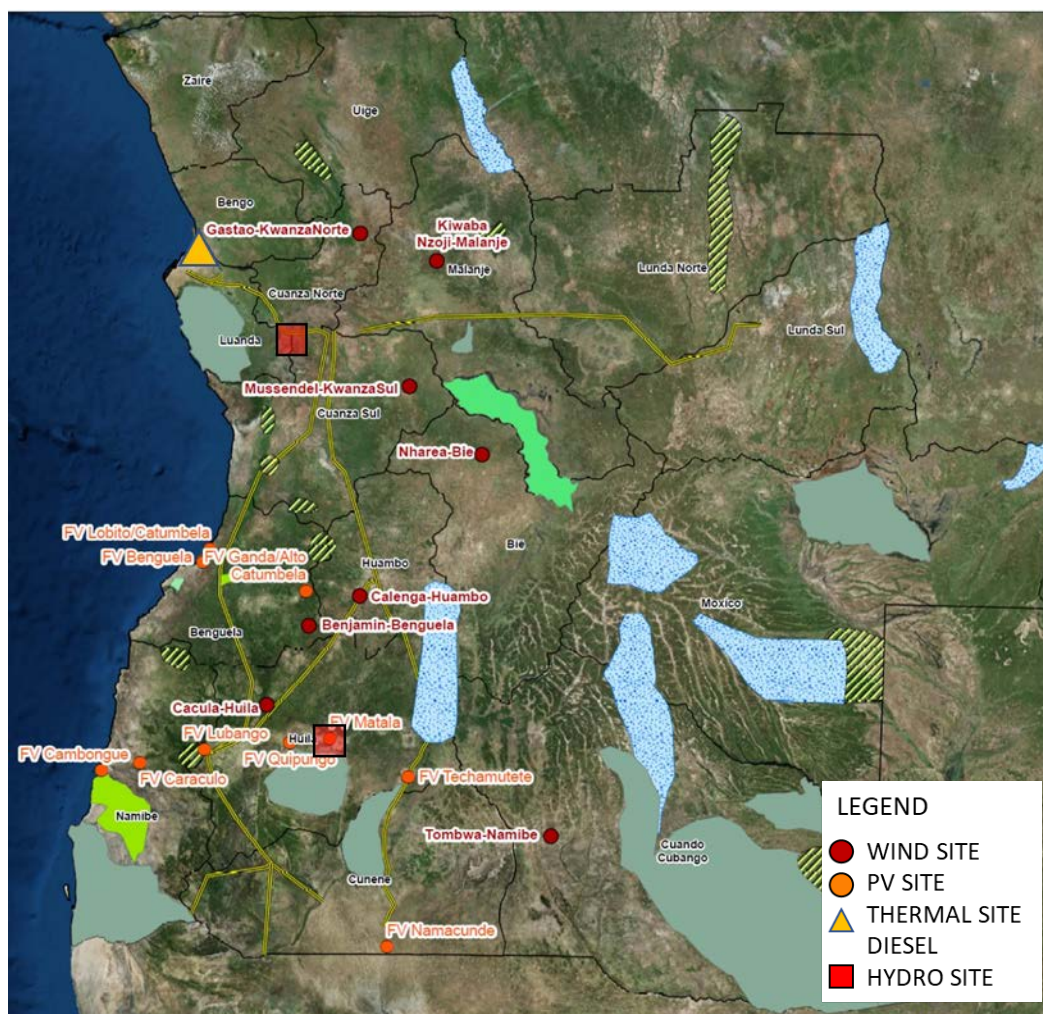 Zaire
Uige
Bengo
Gastao-KwanzaNorte
Kiwaba
Nzoji-Malanje
Malanje
Lunda Norte
Cuanza Norte
Lunda Sul
Luanda
Mussendel-KwanzaSul
Cuanza Sul
Nharea-Bie
FV Lobito/Catumbela
FV Benguela
FV Ganda/Alto
Catumbela
Bie
Huambo
Calenga-Huambo
Moxico
Benjamin-Benguela
Benguela
Cacula-Huila
FV Matala
FV Lubango
Huila
FV Quipungo
FV Cambongue
FV Caraculo
FV Techamutete
Namibe
Tombwa-Namibe
Cuando
Cubango
Cunene
FV Namacunde
LEGEND
WIND SITE
PV SITE
THERMAL SITE
DIESEL
HYDRO SITE